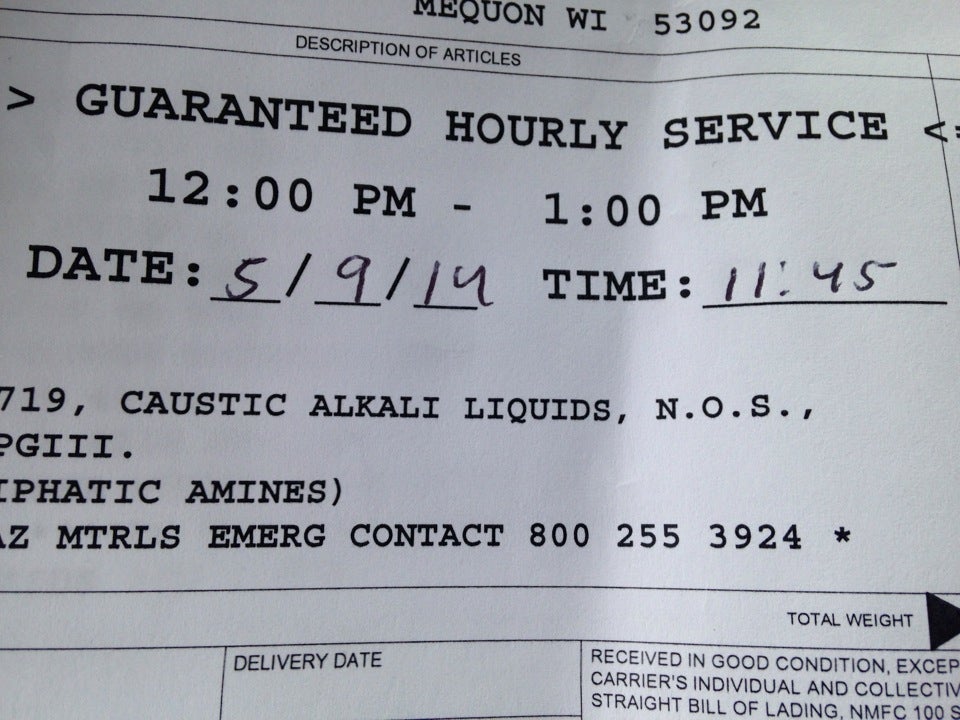 MEQUON WI 53092
DESCRIPTION OF ARTICLES
> GUARANTEED HOURLY SERVICE <=
12:00 PM - 1:00 PM
DATE: 5/9/14 TIME: 11:45
719, CAUSTIC ALKALI LIQUIDS, N.O.S.,
PGIII.
IPHATIC AMINES)
AZ MTRLS EMERG CONTACT 800 255 3924 *
TOTAL WEIGHT
DELIVERY DATE
RECEIVED IN GOOD CONDITION, EXCEP
CARRIER'S INDIVIDUAL AND COLLECTIV
STRAIGHT BILL OF LADING, NMFC 100 S